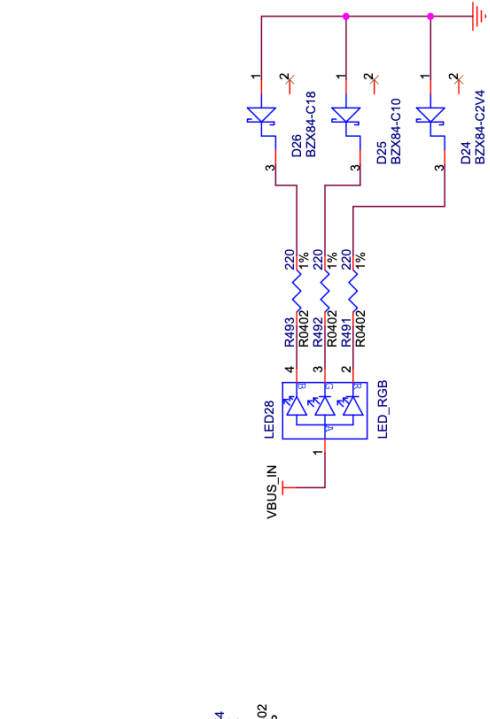 1
2
D26
BZX84-C18
3
1
2
D25
BZX84-C10
3
1
2
D24
BZX84-C2V4
3
220
1%
R493
R0402
220
1%
R492
R0402
220
1%
R491
R0402
4
3
2
B
G
R
A
LED28
LED_RGB
1
VBUS_IN